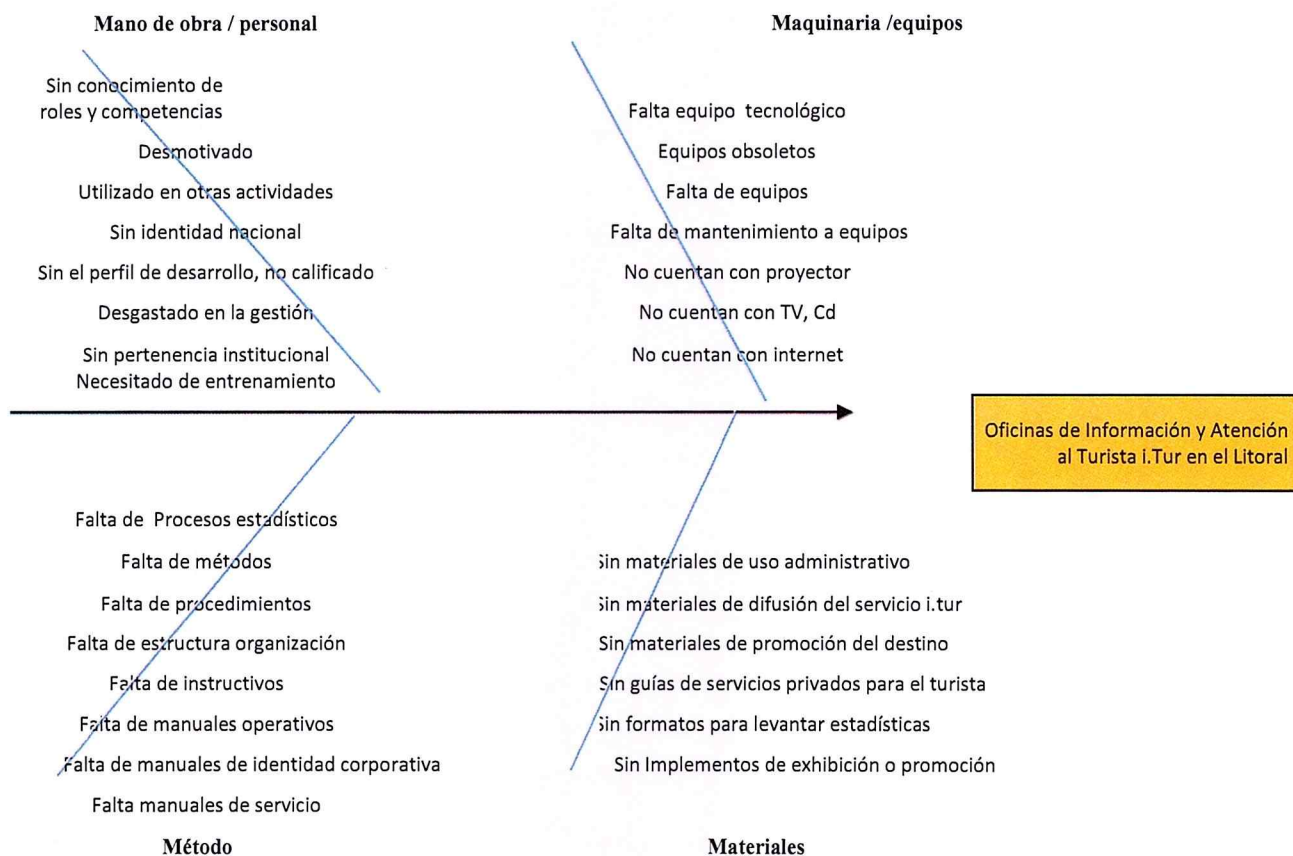 Mano de obra / personal
Maquinaria /equipos
Sin conocimiento de
roles y competencias
Desmotivado
Utilizado en otras actividades
Sin identidad nacional
Sin el perfil de desarrollo, no calificado
Desgastado en la gestión
Sin pertenencia institucional
Necesitado de entrenamiento
Falta equipo tecnológico
Equipos obsoletos
Falta de equipos
Falta de mantenimiento a equipos
No cuentan con proyector
No cuentan con TV, Cd
No cuentan con internet
Oficinas de Información y Atención
al Turista i.Tur en el Litoral
Falta de Procesos estadísticos
Falta de métodos
Falta de procedimientos
Falta de estructura organización
Falta de instructivos
Falta de manuales operativos
Falta de manuales de identidad corporativa
Falta manuales de servicio
Sin materiales de uso administrativo
Sin materiales de difusión del servicio i.tur
Sin materiales de promoción del destino
Sin guías de servicios privados para el turista
Sin formatos para levantar estadísticas
Sin Implementos de exhibición o promoción
Método
Materiales